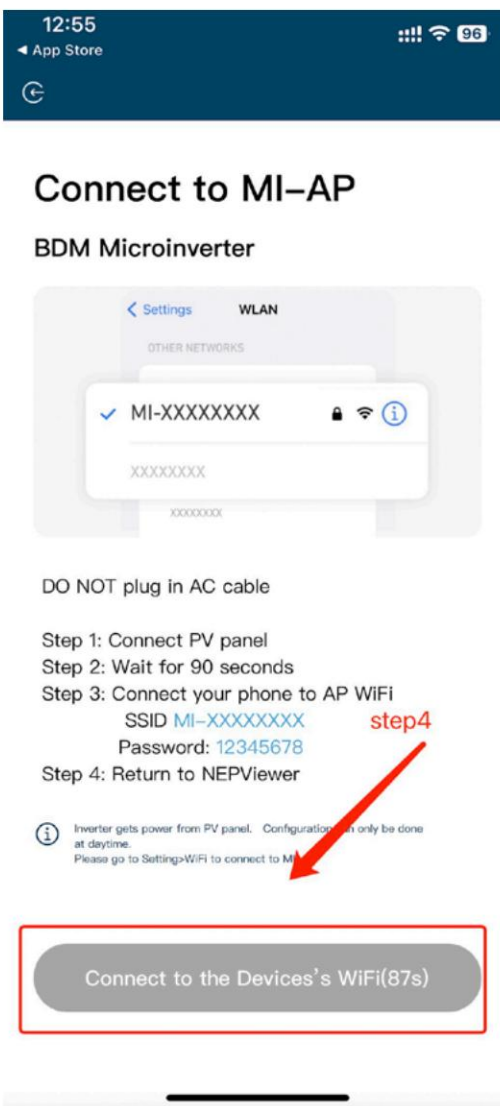 12:55
96
App Store
Connect to MI-AP
BDM Microinverter
Settings
WLAN
OTHER NETWORKS
MI-XXXXXXXX
XXXXXXXX
XXXXXXXX
DO NOT plug in AC cable
Step 1: Connect PV panel
Step 2: Wait for 90 seconds
Step 3: Connect your phone to AP WiFi
SSID MI-XXXXXXXX
step4
Password: 12345678
Step 4: Return to NEPViewer
Inverter gets power from PV panel. Configuration can only be done
at daytime.
Please go to Setting>WiFi to connect to
Connect to the Devices's WiFi(87s)